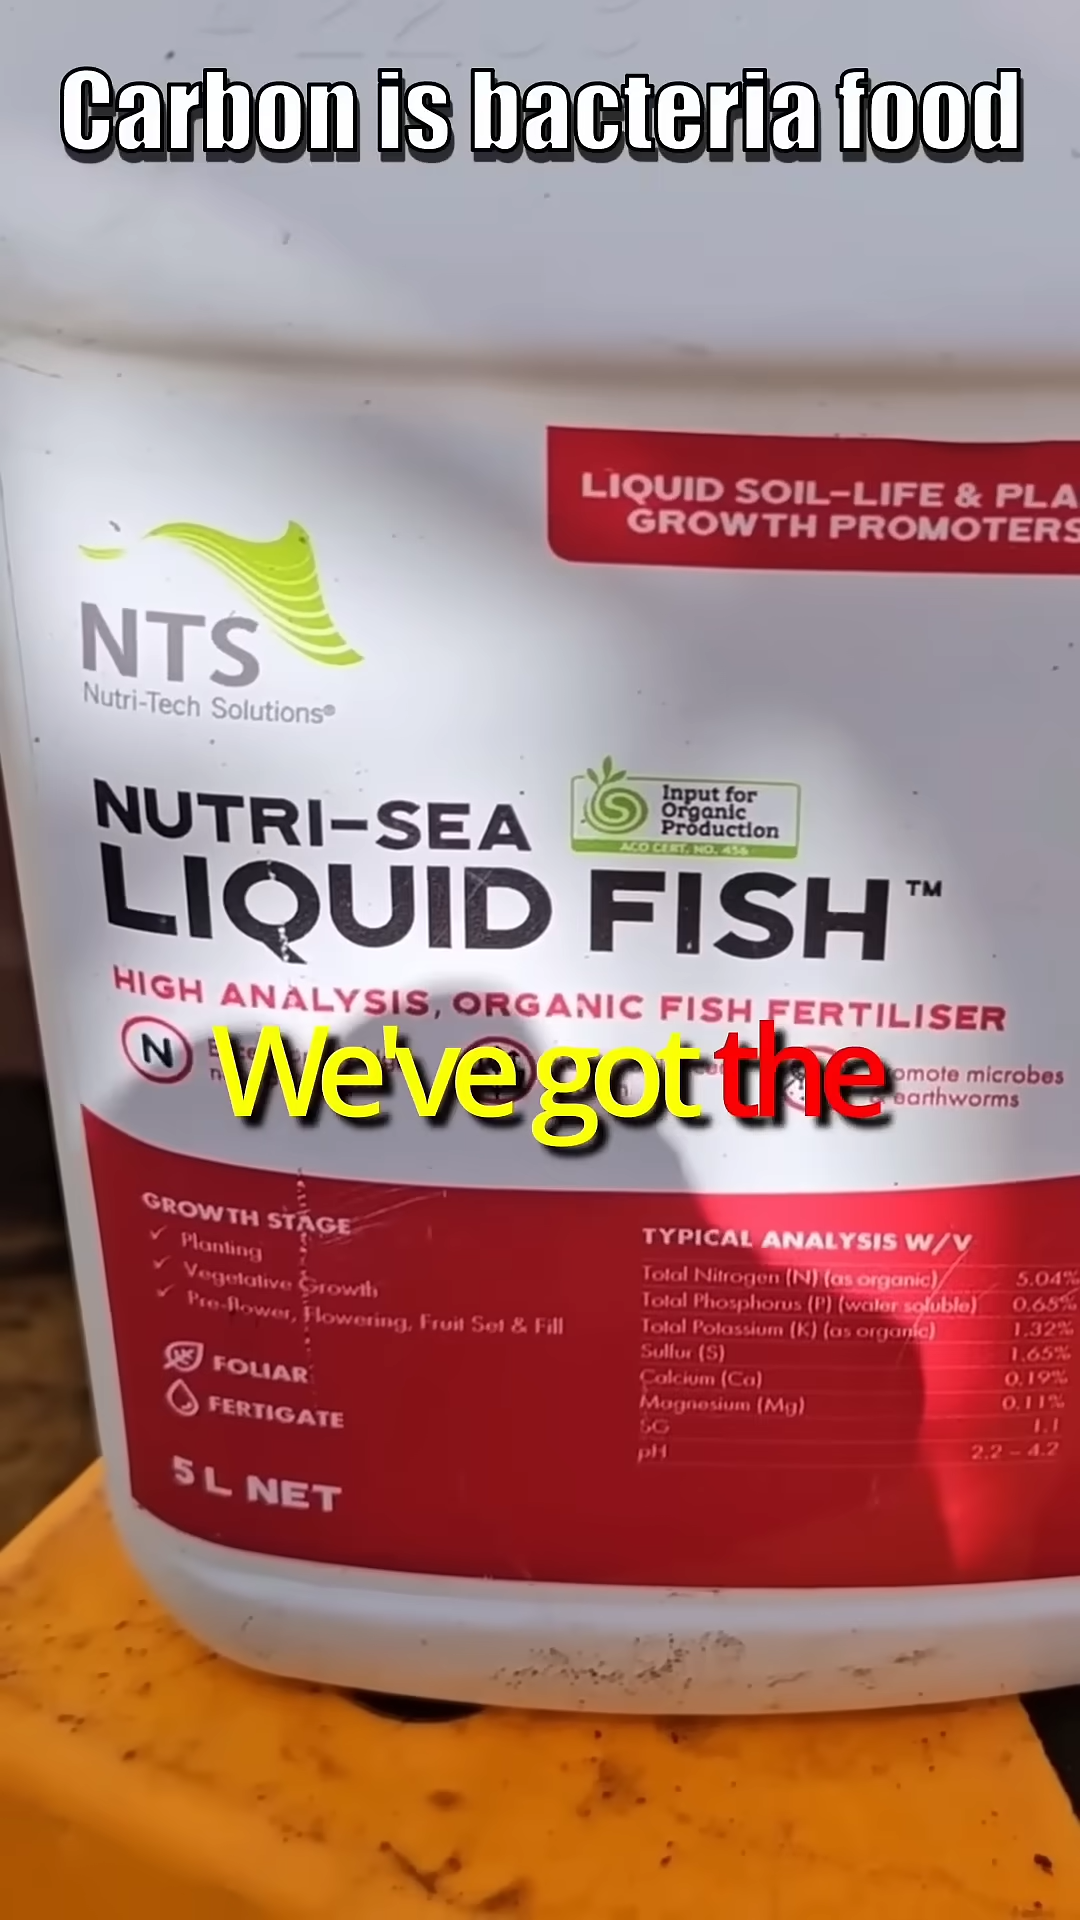 Carbon is bacteria food
LIQUID SOIL-LIFE & PLA
GROWTH PROMOTERS
NTS
Nutri-Tech Solutions®
NUTRI-SEA
Input for
Organic
Production
ACO CERT. NO. 456
LIQUID FISH™
HIGH ANALYSIS, ORGANIC FISH FERTILISER
N
omote microbes
earthworms
We've got the
GROWTH STAGE
✓ Planting
✓ Vegetative Growth
✓ Pre-flower, Flowering, Fruit Set & Fill
FOLIAR
FERTIGATE
5 L NET
TYPICAL ANALYSIS W/V
Total Nitrogen (N) (as organic) 5.04%
Total Phosphorus (P) (water soluble) 0.65%
Total Potassium (K) (as organic) 1.32%
Sulfur (S) 1.65%
Calcium (Ca) 0.19%
Magnesium (Mg) 0.11%
SG 1.1
pH 2.2 – 4.2